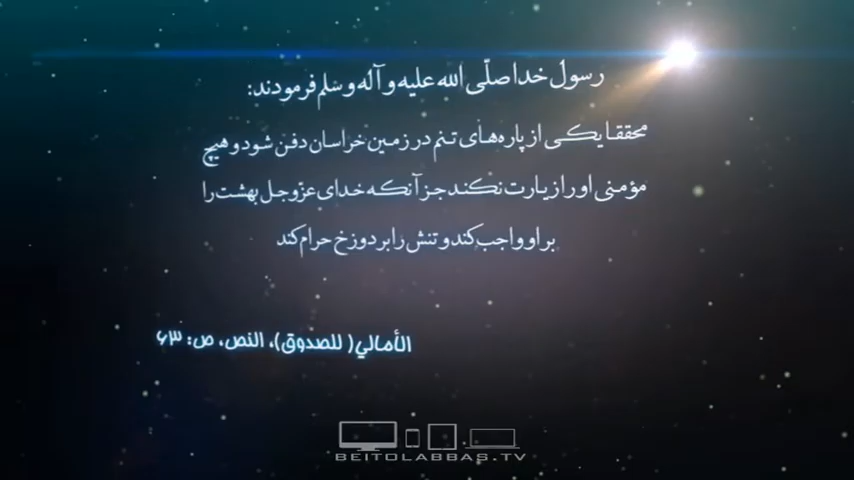 رسول خدا صلّی الله علیه و آله و سلم فرمودند:
محققا یکی از پاره‌های تنم در زمین خراسان دفن شود و هیچ
مؤمنی او را زیارت نکند جز آنکه خدای عزوجل بهشت را
بر او واجب کند و تنش را بر دوزخ حرام کند
الأمالي( للصدوق)، النص، ص: ۶۳
BEITOLABBAS.TV